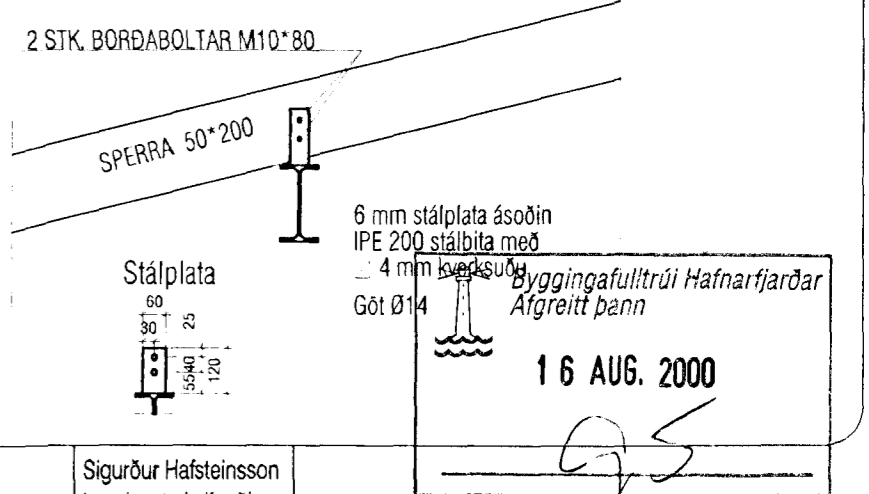 2 STK. BORÐABOLTAR M10*80
SPERRA 50*200
6 mm stálplata ásoðin
IPE 200 stálbita með
4 mm kverksuðu
Göt Ø14
Stálplata
60
30
25
40
55
120
Byggingafulltrúi Hafnarfjarðar
Afgreitt þann
16 AUG. 2000
Sigurður Hafsteinsson